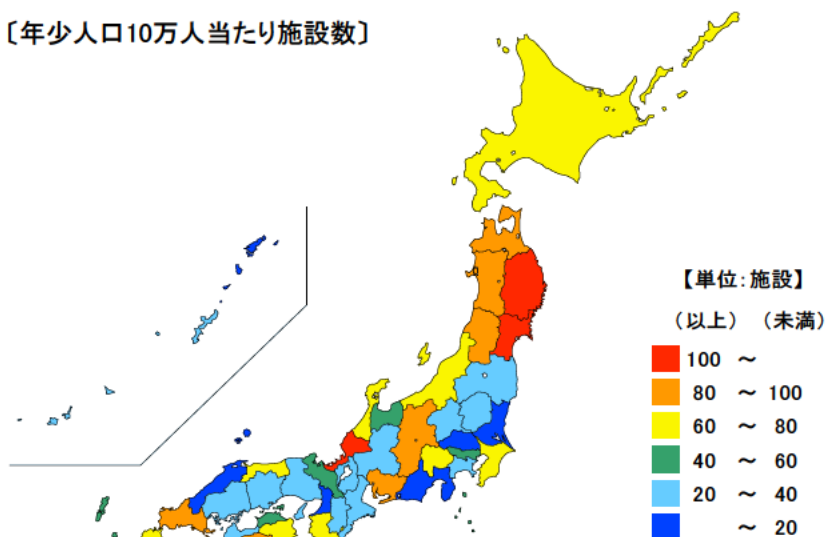 〔年少人口10万人当たり施設数〕
【単位:施設】
（以上） （未満）
100 ～
80 ～ 100
60 ～ 80
40 ～ 60
20 ～ 40
～ 20